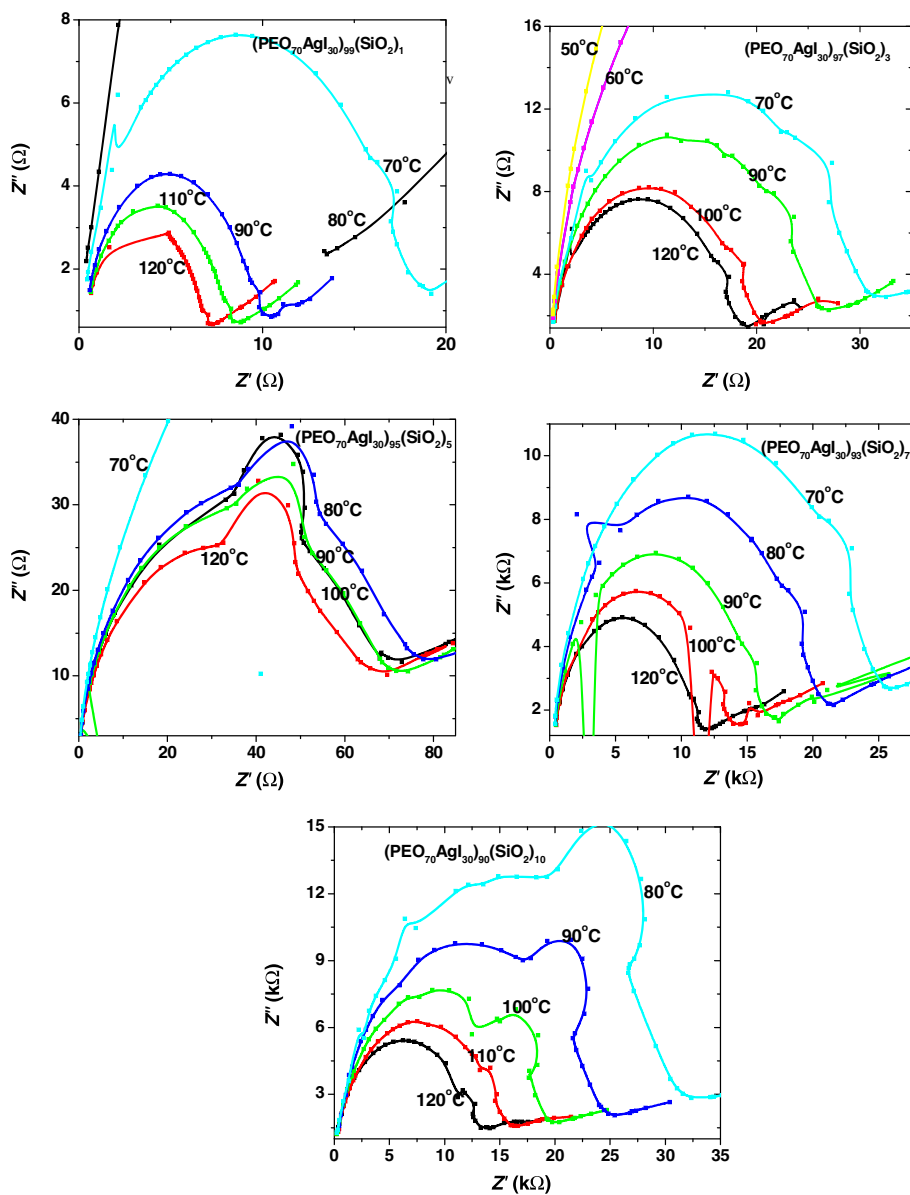 (PEO₇₀AgI₃₀)₉₉(SiO₂)₁
v
70°C
80°C
110°C
90°C
120°C
8
6
4
2
0
10
20
Z'' (Ω)
Z' (Ω)
(PEO₇₀AgI₃₀)₉₇(SiO₂)₃
50°C
60°C
70°C
90°C
100°C
120°C
16
12
8
4
0
10
20
30
Z'' (Ω)
Z' (Ω)
(PEO₇₀AgI₃₀)₉₅(SiO₂)₅
70°C
80°C
90°C
100°C
120°C
40
30
20
10
0
20
40
60
80
Z'' (Ω)
Z' (Ω)
(PEO₇₀AgI₃₀)₉₃(SiO₂)₇
70°C
80°C
90°C
100°C
120°C
10
8
6
4
2
0
5
10
15
20
25
Z'' (kΩ)
Z' (kΩ)
(PEO₇₀AgI₃₀)₉₀(SiO₂)₁₀
80°C
90°C
100°C
110°C
120°C
15
12
9
6
3
0
5
10
15
20
25
30
35
Z'' (kΩ)
Z' (kΩ)